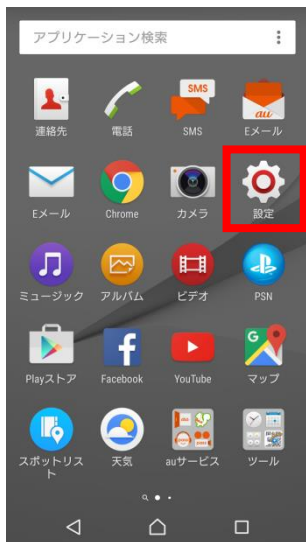 アプリケーション検索
連絡先
電話
SMS
SMS
au
Eメール
Eメール
Chrome
カメラ
設定
ミュージック
アルバム
ビデオ
PSN
Playストア
Facebook
YouTube
G
マップ
スポットリス
ト
天気
auサービス
ツール